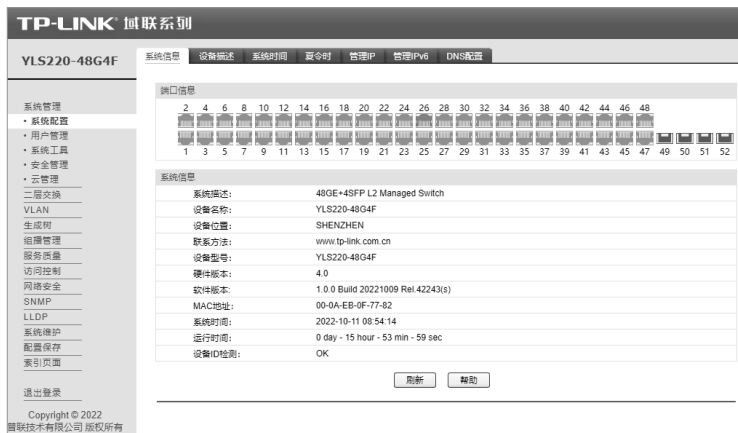 TP-LINK® 域联系列
YLS220-48G4F
系统信息 设备描述 系统时间 夏令时 管理IP 管理IPv6 DNS配置
系统管理
• 系统配置
• 用户管理
• 系统工具
• 安全管理
• 云管理
二层交换
VLAN
生成树
组播管理
服务质量
访问控制
网络安全
SNMP
LLDP
系统维护
配置保存
索引页面
退出登录
Copyright © 2022
普联技术有限公司 版权所有
端口信息
2 4 6 8 10 12 14 16 18 20 22 24 26 28 30 32 34 36 38 40 42 44 46 48
1 3 5 7 9 11 13 15 17 19 21 23 25 27 29 31 33 35 37 39 41 43 45 47 49 50 51 52
系统信息
系统描述: 48GE+4SFP L2 Managed Switch
设备名称: YLS220-48G4F
设备位置: SHENZHEN
联系方法: www.tp-link.com.cn
设备型号: YLS220-48G4F
硬件版本: 4.0
软件版本: 1.0.0 Build 20221009 Rel.42243(s)
MAC地址: 00-0A-EB-0F-77-82
系统时间: 2022-10-11 08:54:14
运行时间: 0 day - 15 hour - 53 min - 59 sec
设备ID检测: OK
刷新 帮助